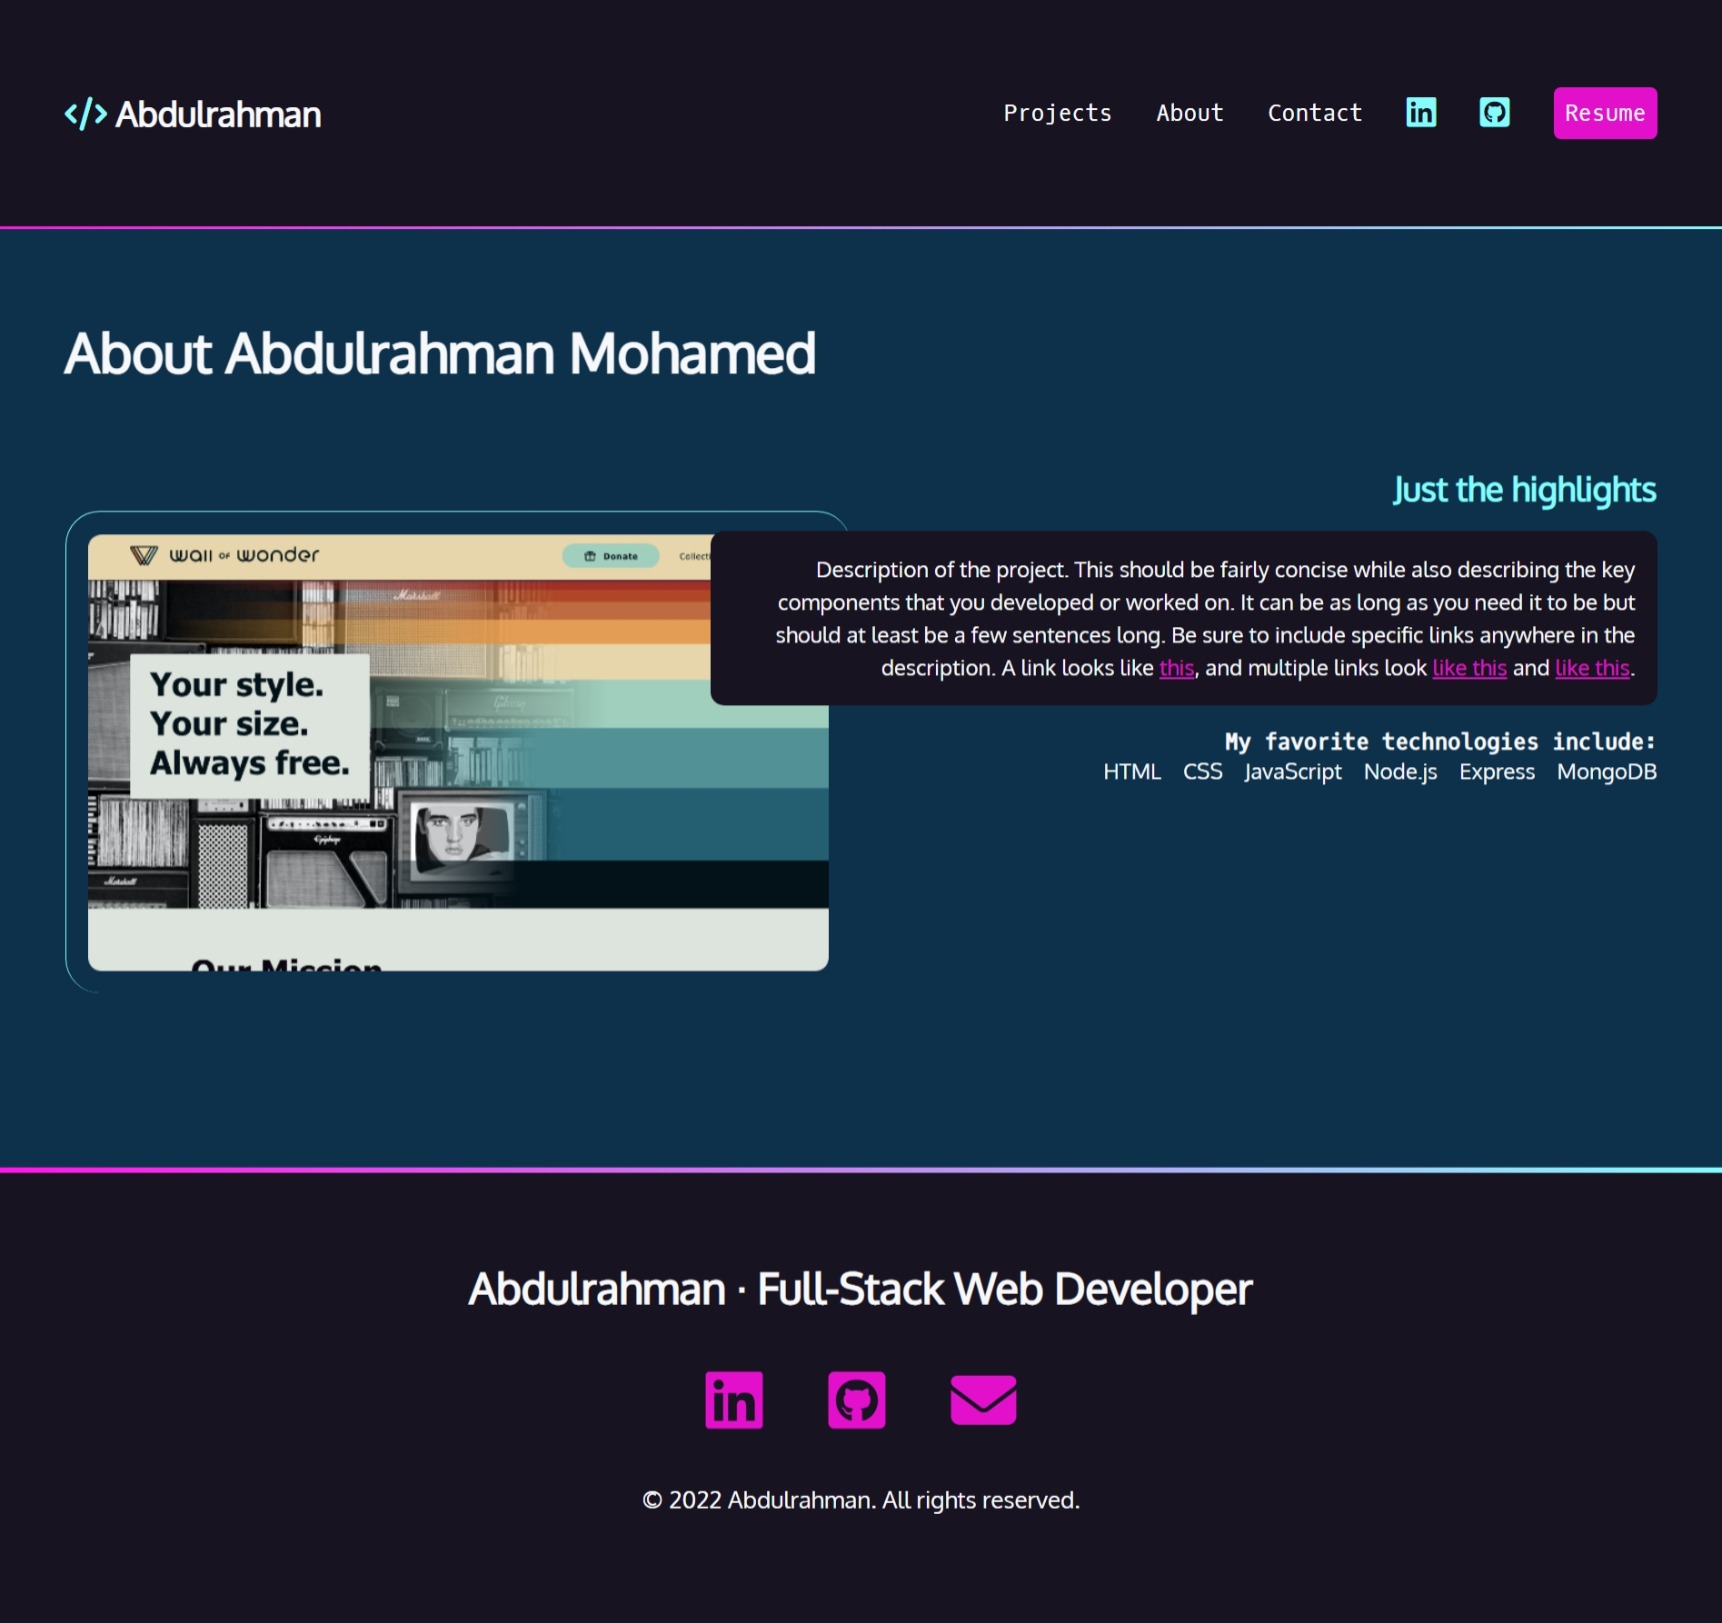 </> Abdulrahman
Projects About Contact in Resume
About Abdulrahman Mohamed
Just the highlights
wall OF wonder
Donate
Marshall
Your style.
Your size.
Always free.
Epiphone
Marshall
Description of the project. This should be fairly concise while also describing the key
components that you developed or worked on. It can be as long as you need it to be but
should at least be a few sentences long. Be sure to include specific links anywhere in the
description. A link looks like this, and multiple links look like this and like this.
My favorite technologies include:
HTML CSS JavaScript Node.js Express MongoDB
Our Mission
Abdulrahman · Full-Stack Web Developer
in
© 2022 Abdulrahman. All rights reserved.